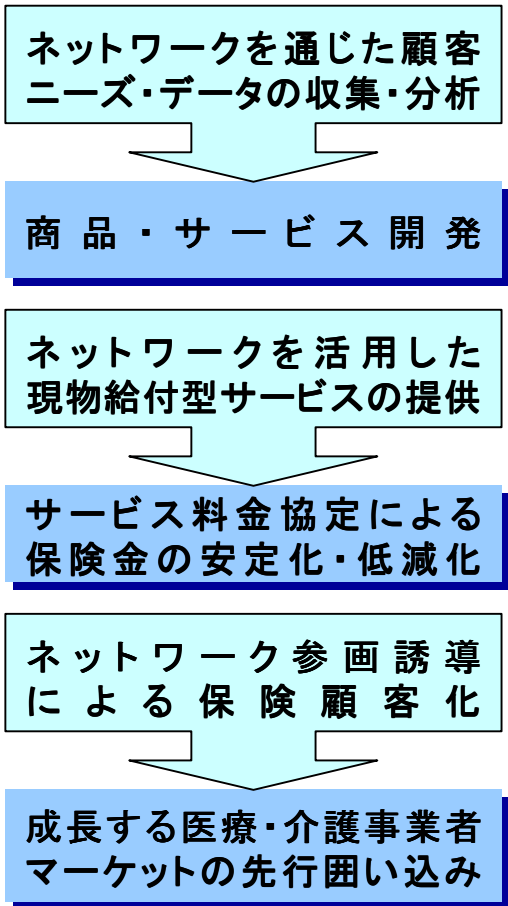 ネットワークを通じた顧客
ニーズ・データの収集・分析
商品・サービス開発
ネットワークを活用した
現物給付型サービスの提供
サービス料金協定による
保険金の安定化・低減化
ネットワーク参画誘導
による保険顧客化
成長する医療・介護事業者
マーケットの先行囲い込み